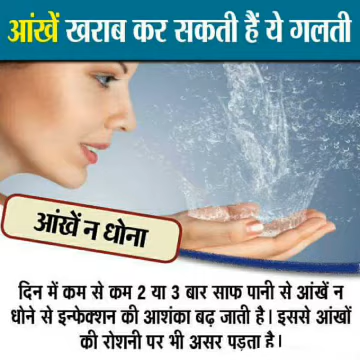 आंखें खराब कर सकती हैं ये गलती
आंखें न धोना
दिन में कम से कम 2 या 3 बार साफ पानी से आंखें न
धोने से इन्फेक्शन की आशंका बढ़ जाती है। इससे आंखों
की रोशनी पर भी असर पड़ता है।